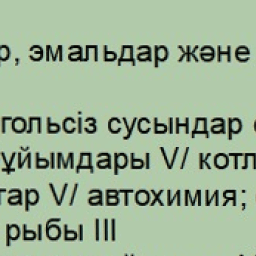 р, эмальдар және
гольсіз сусындар
ұйымдары V/ котл
тар V/ автохимия;
рыбы III